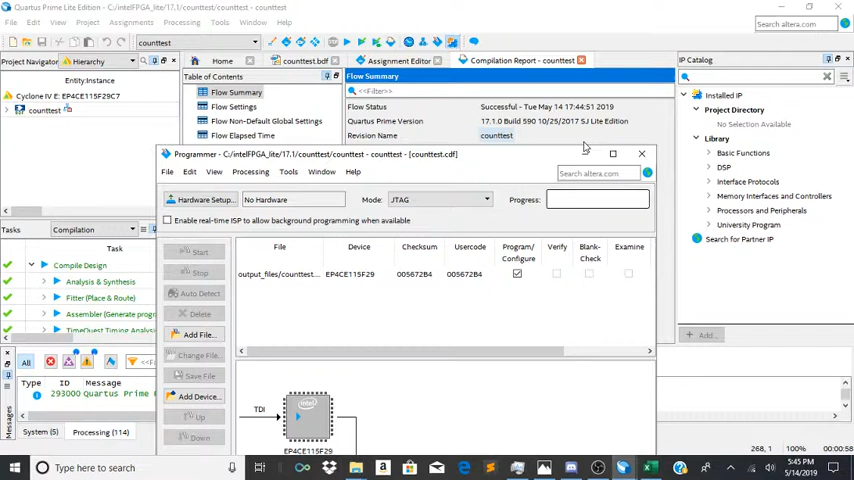 Quartus Prime Lite Edition - C:/intelFPGA_lite/17.1/counttest/counttest - counttest
File Edit View Project Assignments Processing Tools Window Help
Search altera.com
counttest
Project Navigator Hierarchy
Home counttest.bdf Assignment Editor Compilation Report - counttest
IP Catalog
Entity:Instance
Cyclone IV E: EP4CE115F29C7
counttest
Table of Contents
Flow Summary
Flow Settings
Flow Non-Default Global Settings
Flow Elapsed Time
Flow Summary
<<Filter>>
Flow Status Successful - Tue May 14 17:44:51 2019
Quartus Prime Version 17.1.0 Build 590 10/25/2017 SJ Lite Edition
Revision Name counttest
Installed IP
Project Directory
No Selection Available
Library
Basic Functions
DSP
Interface Protocols
Memory Interfaces and Controllers
Processors and Peripherals
University Program
Search for Partner IP
Add...
Programmer - C:/intelFPGA_lite/17.1/counttest/counttest - counttest - [counttest.cdf]
File Edit View Processing Tools Window Help
Search altera.com
Hardware Setup... No Hardware Mode: JTAG Progress:
Enable real-time ISP to allow background programming when available
Start
Stop
Auto Detect
Delete
Add File...
Change File...
Save File
Add Device...
Up
Down
File Device Checksum Usercode Program/ Configure Verify Blank- Check Examine
output_files/counttest... EP4CE115F29 005672B4 005672B4
TDI
intel
EP4CE115F29
Tasks Compilation
Task
Compile Design
Analysis & Synthesis
Fitter (Place & Route)
Assembler (Generate progr
TimeQuest Timing Analysis
All <<Fi
Type ID Message
293000 Quartus Prime
Messages
System (5) Processing (114)
268, 1 100% 00:00:58
Type here to search
5:45 PM
5/14/2019